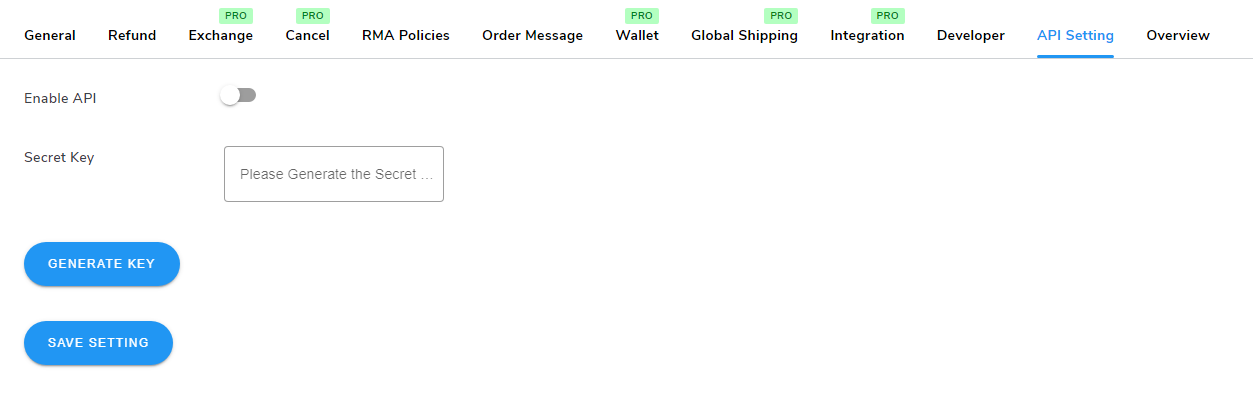 PRO PRO PRO PRO PRO
General Refund Exchange Cancel RMA Policies Order Message Wallet Global Shipping Integration Developer API Setting Overview
Enable API
Secret Key
Please Generate the Secret ...
GENERATE KEY
SAVE SETTING